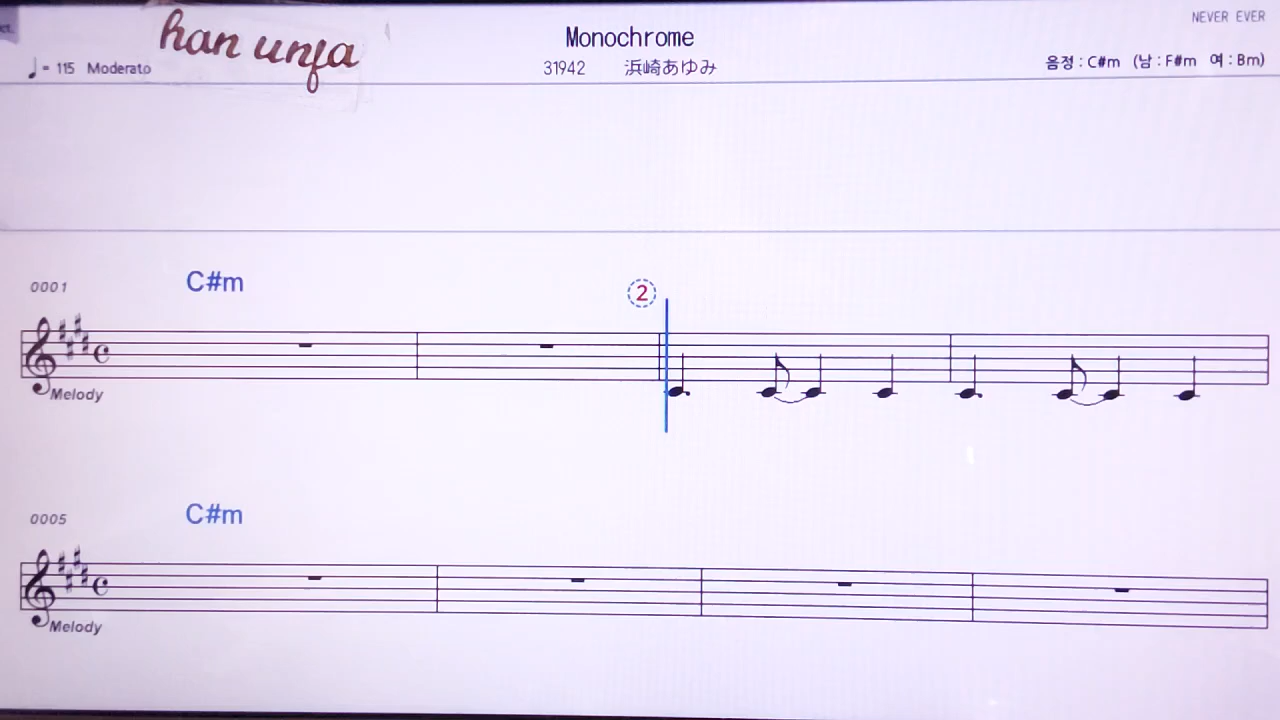 NEVER EVER
han unfa
Monochrome
♩= 115 Moderato
31942 浜崎あゆみ
음정 : C#m (남 : F#m 여 : Bm)
0001
C#m
2
Melody
0005
C#m
Melody